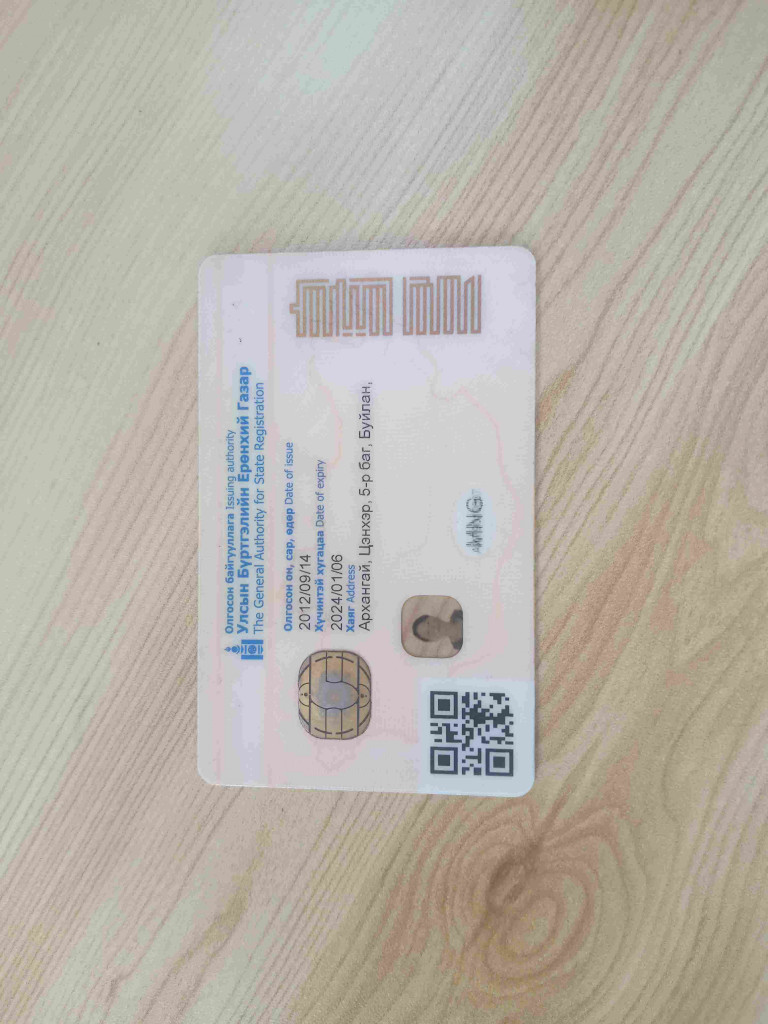 Олгосон байгууллага Issuing authority
Улсын Бүртгэлийн Ерөнхий Газар
The General Authority for State Registration
Олгосон он, сар, өдөр Date of issue
2012/09/14
Хүчинтэй хугацаа Date of expiry
2024/01/06
Хаяг Address
Архангай, Цэнхэр, 5-р баг, Буйлан,
MNG